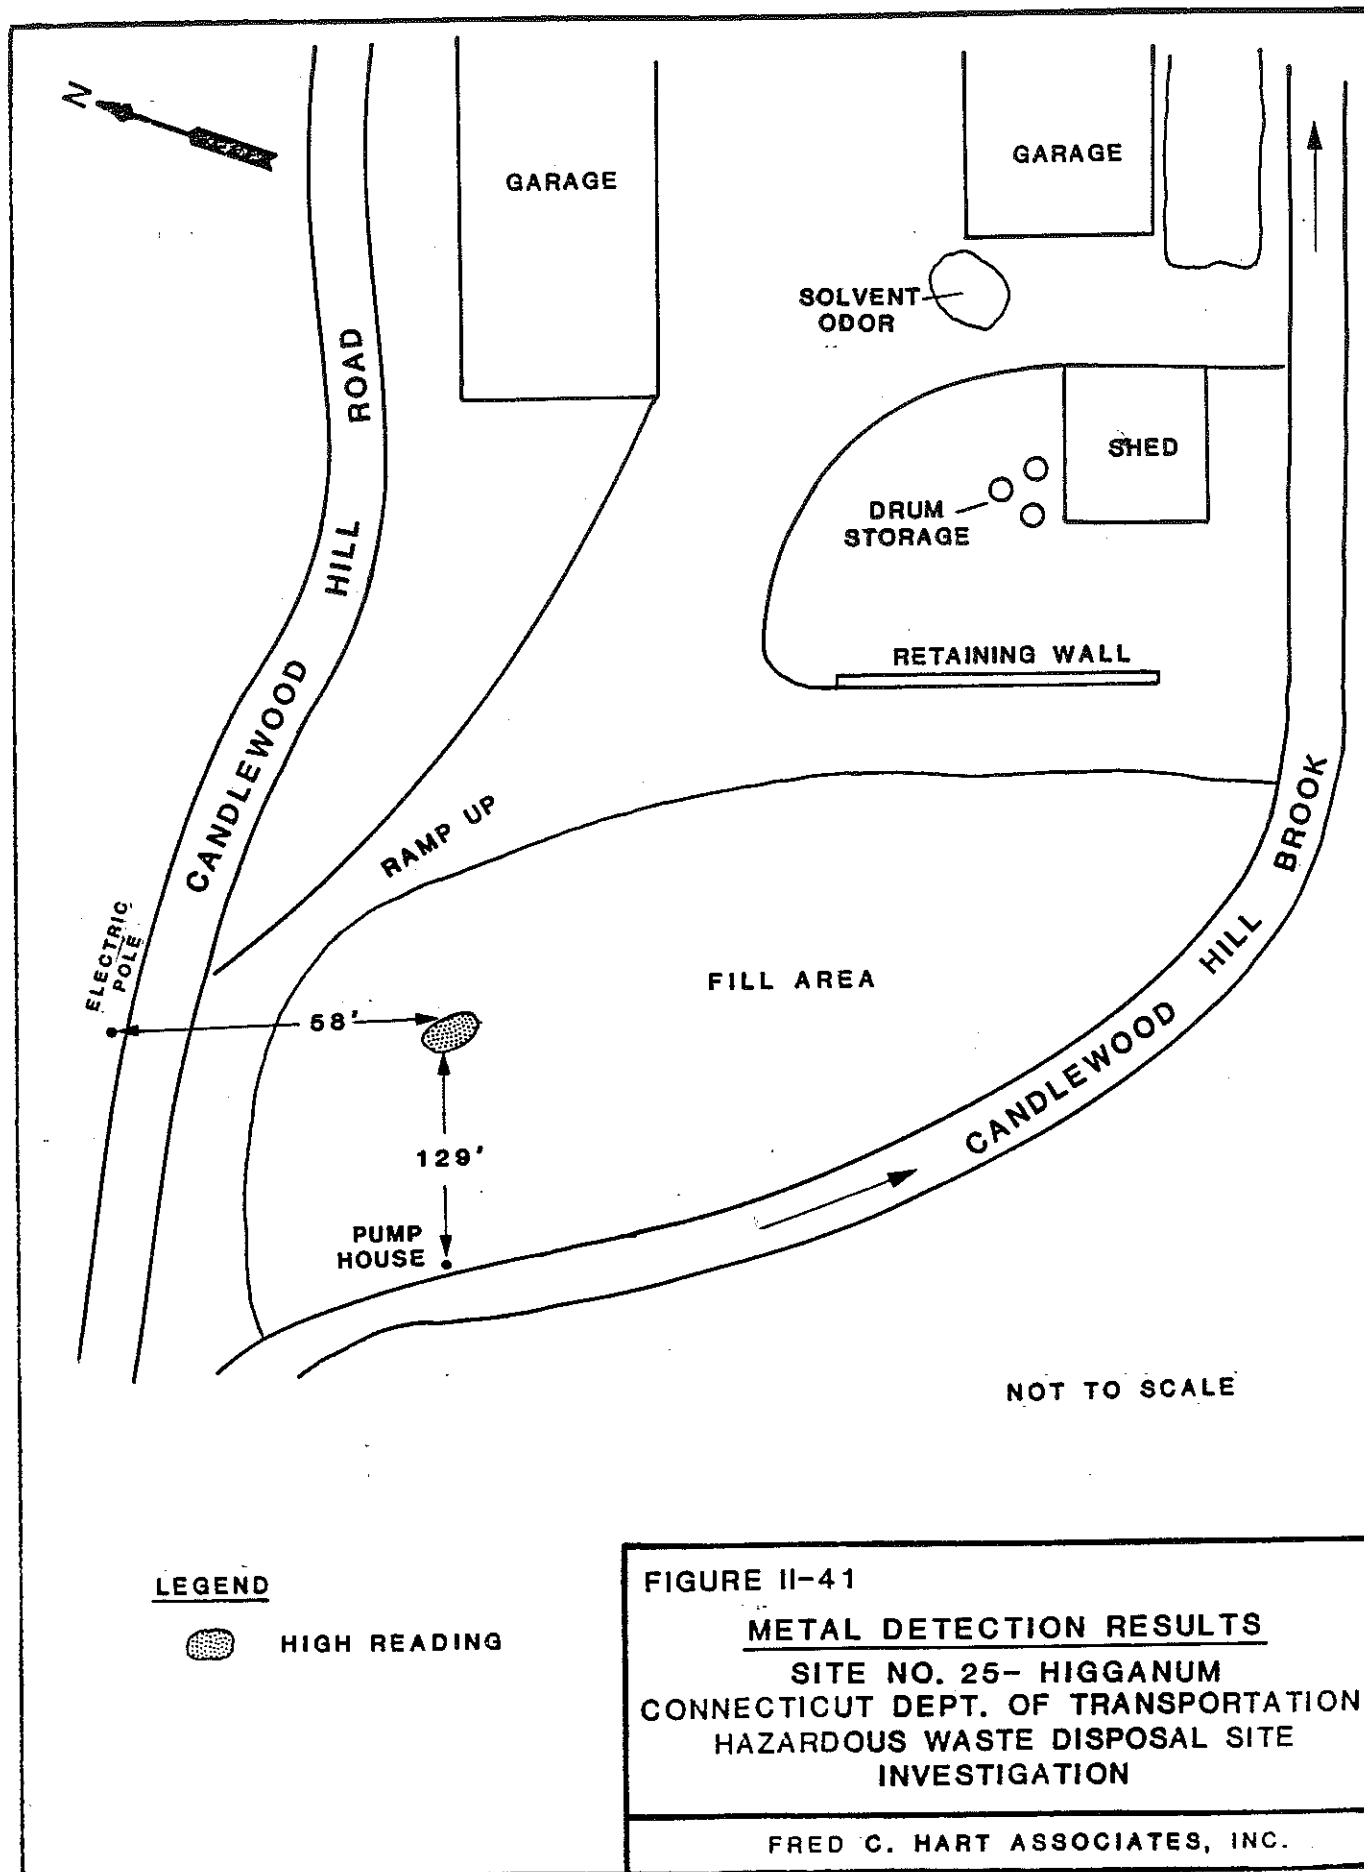 N
GARAGE
GARAGE
SOLVENT
ODOR
CANDLEWOOD HILL ROAD
SHED
DRUM
STORAGE
RETAINING WALL
RAMP UP
ELECTRIC
POLE
FILL AREA
58'
129'
PUMP
HOUSE
CANDLEWOOD HILL BROOK
NOT TO SCALE
LEGEND
HIGH READING
FIGURE II-41
METAL DETECTION RESULTS
SITE NO. 25- HIGGANUM
CONNECTICUT DEPT. OF TRANSPORTATION
HAZARDOUS WASTE DISPOSAL SITE
INVESTIGATION
FRED C. HART ASSOCIATES, INC.